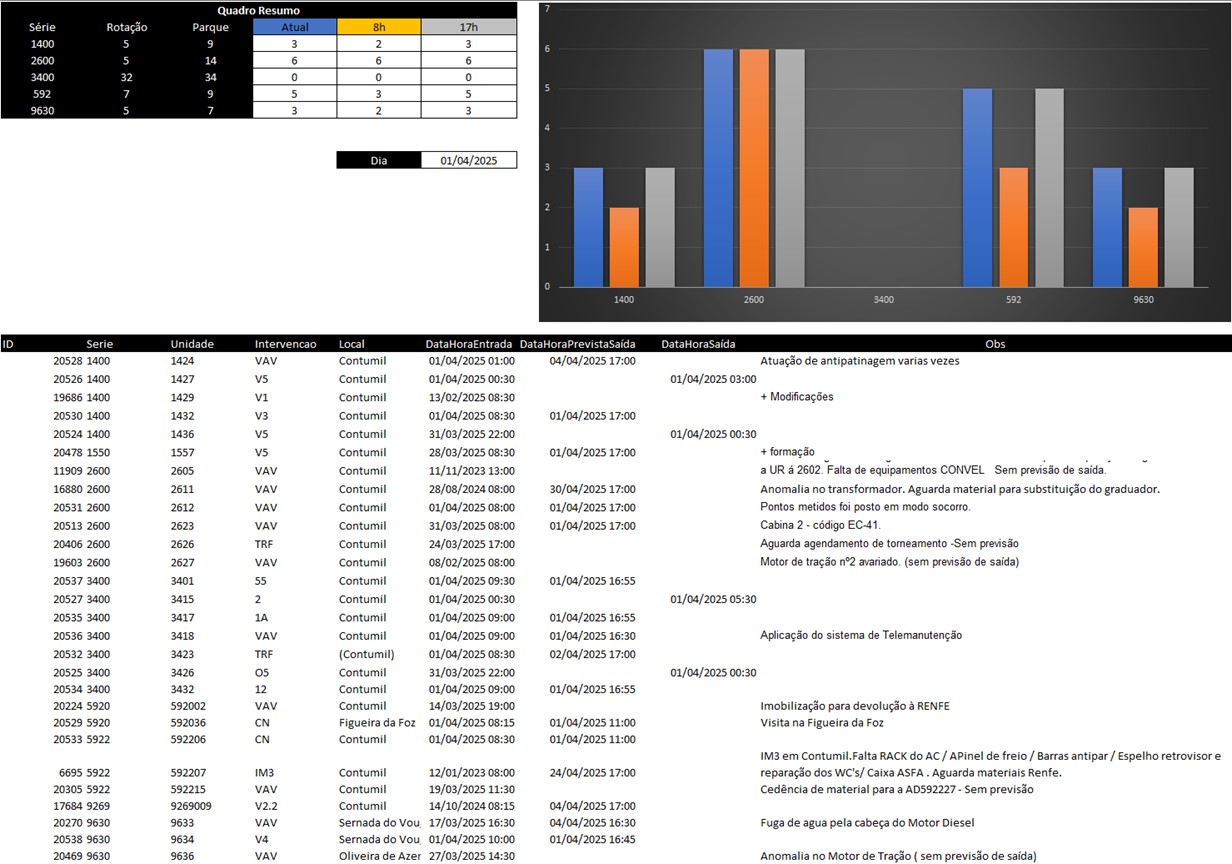 Quadro Resumo
Série Rotação Parque Atual 8h 17h
1400 5 9 3 2 3
2600 5 14 6 6 6
3400 32 34 0 0 0
592 7 9 5 3 5
9630 5 7 3 2 3
Dia 01/04/2025
7
6
5
4
3
2
1
0
1400 2600 3400 592 9630
ID Serie Unidade Intervencao Local DataHoraEntrada DataHoraPrevistaSaída DataHoraSaída Obs
20528 1400 1424 VAV Contumil 01/04/2025 01:00 04/04/2025 17:00 Atuação de antipatinagem varias vezes
20526 1400 1427 V5 Contumil 01/04/2025 00:30 01/04/2025 03:00
19686 1400 1429 V1 Contumil 13/02/2025 08:30 + Modificações
20530 1400 1432 V3 Contumil 01/04/2025 08:30 01/04/2025 17:00
20524 1400 1436 V5 Contumil 31/03/2025 22:00 01/04/2025 00:30
20478 1550 1557 V5 Contumil 28/03/2025 08:30 01/04/2025 17:00 + formação
11909 2600 2605 VAV Contumil 11/11/2023 13:00 a UR á 2602. Falta de equipamentos CONVEL Sem previsão de saída.
16880 2600 2611 VAV Contumil 28/08/2024 08:00 30/04/2025 17:00 Anomalia no transformador. Aguarda material para substituição do graduador.
20531 2600 2612 VAV Contumil 01/04/2025 08:00 01/04/2025 17:00 Pontos metidos foi posto em modo socorro.
20513 2600 2623 VAV Contumil 31/03/2025 08:00 01/04/2025 17:00 Cabina 2 - código EC-41.
20406 2600 2626 TRF Contumil 24/03/2025 17:00 Aguarda agendamento de torneamento -Sem previsão
19603 2600 2627 VAV Contumil 08/02/2025 08:00 Motor de tração nº2 avariado. (sem previsão de saída)
20537 3400 3401 55 Contumil 01/04/2025 09:30 01/04/2025 16:55
20527 3400 3415 2 Contumil 01/04/2025 00:30 01/04/2025 05:30
20535 3400 3417 1A Contumil 01/04/2025 09:00 01/04/2025 16:55
20536 3400 3418 VAV Contumil 01/04/2025 09:00 01/04/2025 16:30 Aplicação do sistema de Telemanutenção
20532 3400 3423 TRF (Contumil) 01/04/2025 08:30 02/04/2025 17:00
20525 3400 3426 O5 Contumil 31/03/2025 22:00 01/04/2025 00:30
20534 3400 3432 12 Contumil 01/04/2025 09:00 01/04/2025 16:55
20224 5920 592002 VAV Contumil 14/03/2025 19:00 Imobilização para devolução à RENFE
20529 5920 592036 CN Figueira da Foz 01/04/2025 08:15 01/04/2025 11:00 Visita na Figueira da Foz
20533 5922 592206 CN Contumil 01/04/2025 08:30 01/04/2025 11:00
IM3 em Contumil.Falta RACK do AC / APinel de freio / Barras antipar / Espelho retrovisor e
6695 5922 592207 IM3 Contumil 12/01/2023 08:00 24/04/2025 17:00 reparação dos WC's/ Caixa ASFA . Aguarda materiais Renfe.
20305 5922 592215 VAV Contumil 19/03/2025 11:30 Cedência de material para a AD592227 - Sem previsão
17684 9269 9269009 V2.2 Contumil 14/10/2024 08:15 04/04/2025 17:00
20270 9630 9633 VAV Sernada do Vou 17/03/2025 16:30 04/04/2025 16:30 Fuga de agua pela cabeça do Motor Diesel
20538 9630 9634 V4 Sernada do Vou 01/04/2025 10:00 01/04/2025 16:45
20469 9630 9636 VAV Oliveira de Azer 27/03/2025 14:30 Anomalia no Motor de Tração ( sem previsão de saída)